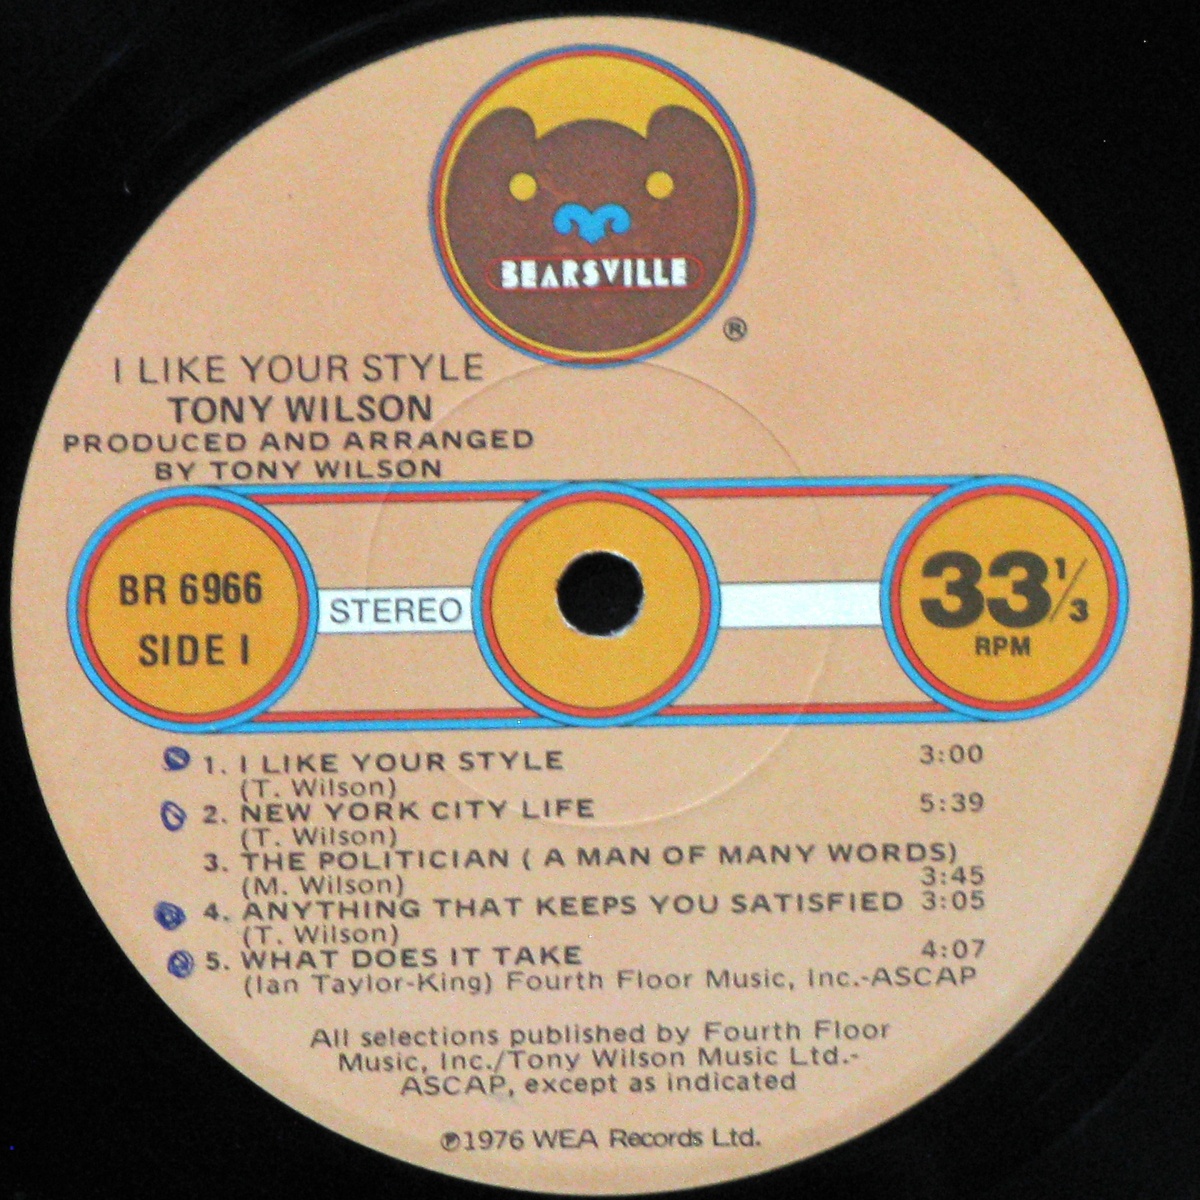 BEARSVILLE
®
I LIKE YOUR STYLE
TONY WILSON
PRODUCED AND ARRANGED
BY TONY WILSON
BR 6966
SIDE I
STEREO
33 1/3
RPM
1. I LIKE YOUR STYLE 3:00
(T. Wilson)
2. NEW YORK CITY LIFE 5:39
(T. Wilson)
3. THE POLITICIAN ( A MAN OF MANY WORDS)
(M. Wilson) 3:45
4. ANYTHING THAT KEEPS YOU SATISFIED 3:05
(T. Wilson)
5. WHAT DOES IT TAKE 4:07
(Ian Taylor-King) Fourth Floor Music, Inc.-ASCAP
All selections published by Fourth Floor
Music, Inc./Tony Wilson Music Ltd.-
ASCAP, except as indicated
℗1976 WEA Records Ltd.